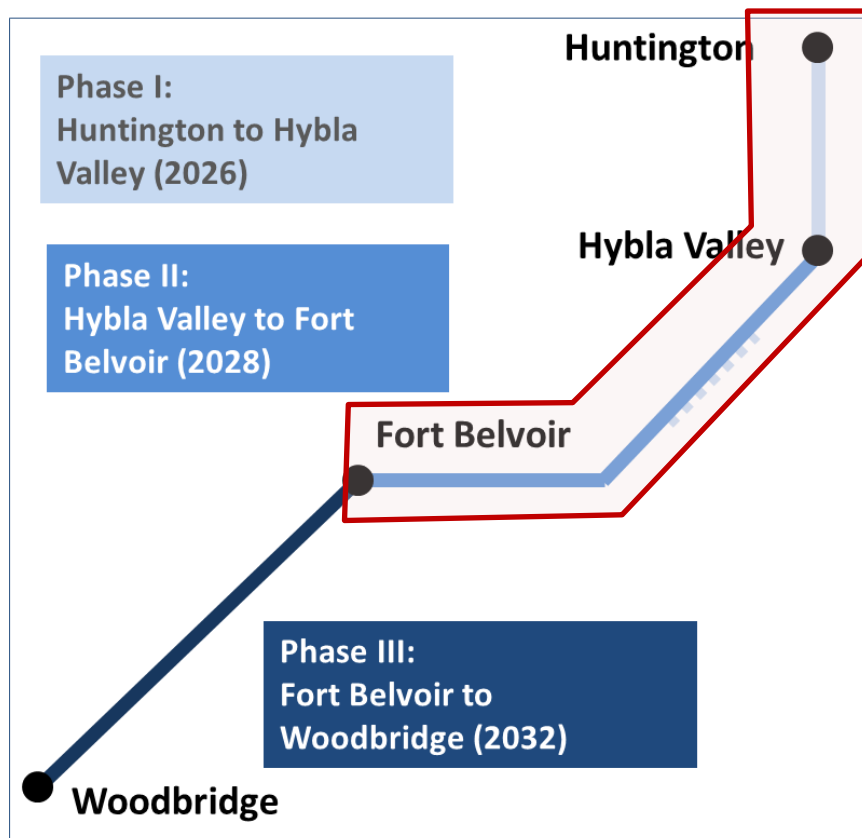 Huntington
Phase I:
Huntington to Hybla
Valley (2026)
Hybla Valley
Phase II:
Hybla Valley to Fort
Belvoir (2028)
Fort Belvoir
Phase III:
Fort Belvoir to
Woodbridge (2032)
Woodbridge